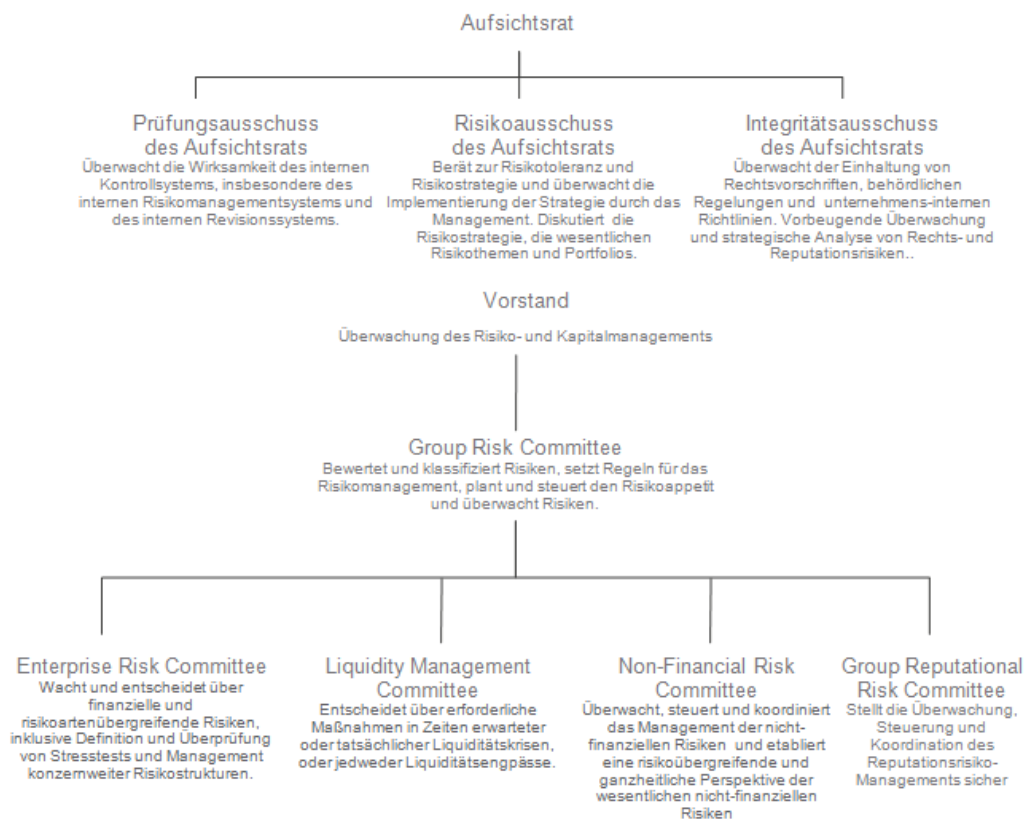 Aufsichtsrat
Prüfungsausschuss
des Aufsichtsrats
Überwacht die Wirksamkeit des internen
Kontrollsystems, insbesondere des
internen Risikomanagementsystems und
des internen Revisionssystems.
Risikoausschuss
des Aufsichtsrats
Berät zur Risikotoleranz und
Risikostrategie und überwacht die
Implementierung der Strategie durch das
Management. Diskutiert die
Risikostrategie, die wesentlichen
Risikothemen und Portfolios.
Integritätsausschuss
des Aufsichtsrats
Überwacht der Einhaltung von
Rechtsvorschriften, behördlichen
Regelungen und unternehmens-internen
Richtlinien. Vorbeugende Überwachung
und strategische Analyse von Rechts- und
Reputationsrisiken..
Vorstand
Überwachung des Risiko- und Kapitalmanagements
Group Risk Committee
Bewertet und klassifiziert Risiken, setzt Regeln für das
Risikomanagement, plant und steuert den Risikoappetit
und überwacht Risiken.
Enterprise Risk Committee
Wacht und entscheidet über
finanzielle und
risikoartenübergreifende Risiken,
inklusive Definition und Überprüfung
von Stresstests und Management
konzernweiter Risikostrukturen.
Liquidity Management
Committee
Entscheidet über erforderliche
Maßnahmen in Zeiten erwarteter
oder tatsächlicher Liquiditätskrisen,
oder jedweder Liquiditätsengpässe.
Non-Financial Risk
Committee
Überwacht, steuert und koordiniert
das Management der nicht-
finanziellen Risiken und etabliert
eine risikoübergreifende und
ganzheitliche Perspektive der
wesentlichen nicht-finanziellen
Risiken
Group Reputational
Risk Committee
Stellt die Überwachung,
Steuerung und
Koordination des
Reputationsrisiko-
Managements sicher